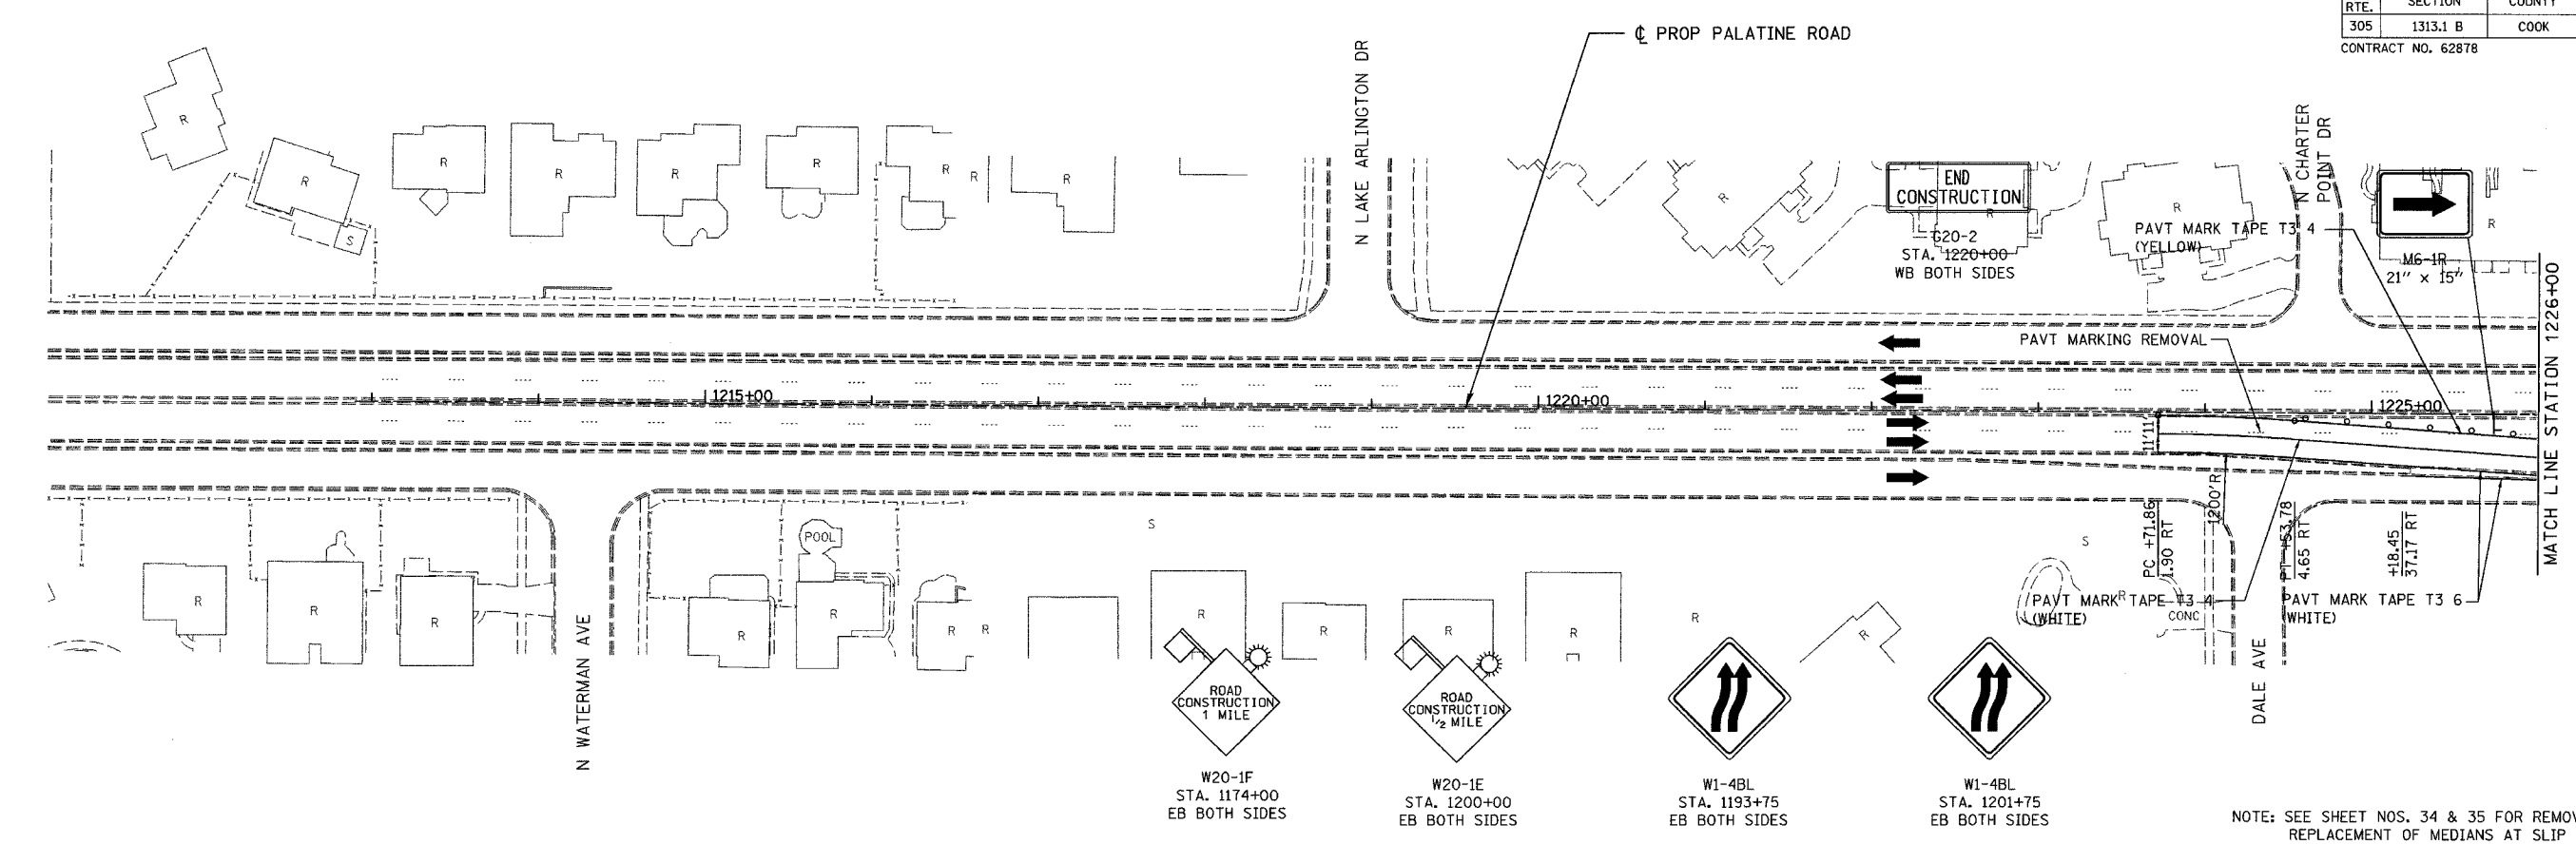 RTE. SECTION COUNTY
305 1313.1 B COOK
CONTRACT NO. 62878
℄ PROP PALATINE ROAD
N LAKE ARLINGTON DR
N CHARTER
POINT DR
R
R
R
R
R
R
R
R
R
S
R
R
R
END
CONSTRUCTION
R
G20-2
STA. 1220+00
WB BOTH SIDES
PAVT MARK TAPE T3 4
(YELLOW)
M6-1R
21" x 15"
PAVT MARKING REMOVAL
MATCH LINE STATION 1226+00
1215+00
1220+00
1225+00
11'
11'
1200'R
PC +71.86
1.90 RT
PT +53.78
4.65 RT
+18.45
37.17 RT
S
S
POOL
R
R
R
R
R
R
R
R
R
R
R
R
R
R
PAVT MARK TAPE T3 4
(WHITE)
CONC
PAVT MARK TAPE T3 6
(WHITE)
N WATERMAN AVE
DALE AVE
ROAD
CONSTRUCTION
1 MILE
W20-1F
STA. 1174+00
EB BOTH SIDES
ROAD
CONSTRUCTION
1/2 MILE
W20-1E
STA. 1200+00
EB BOTH SIDES
W1-4BL
STA. 1193+75
EB BOTH SIDES
W1-4BL
STA. 1201+75
EB BOTH SIDES
NOTE: SEE SHEET NOS. 34 & 35 FOR REMOV
REPLACEMENT OF MEDIANS AT SLIP